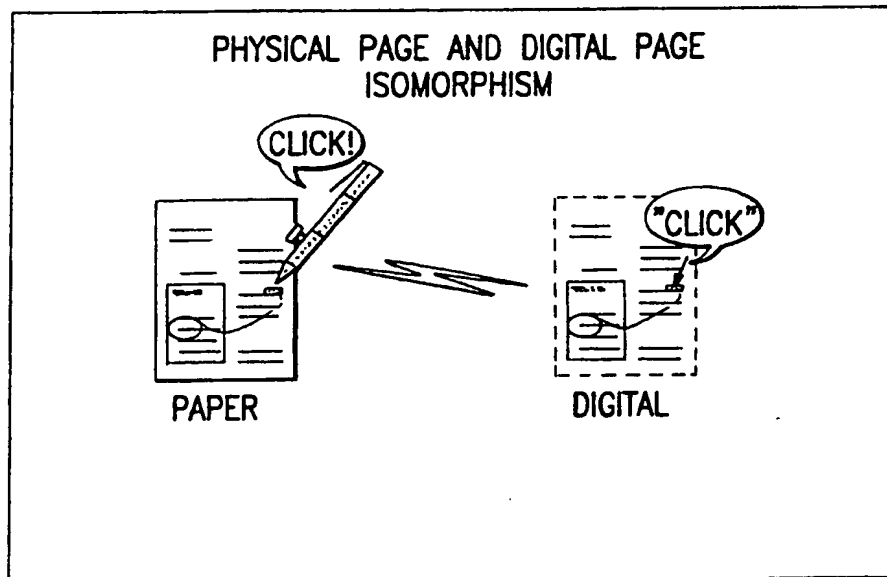 PHYSICAL PAGE AND DIGITAL PAGE
ISOMORPHISM
CLICK!
"CLICK"
PAPER
DIGITAL